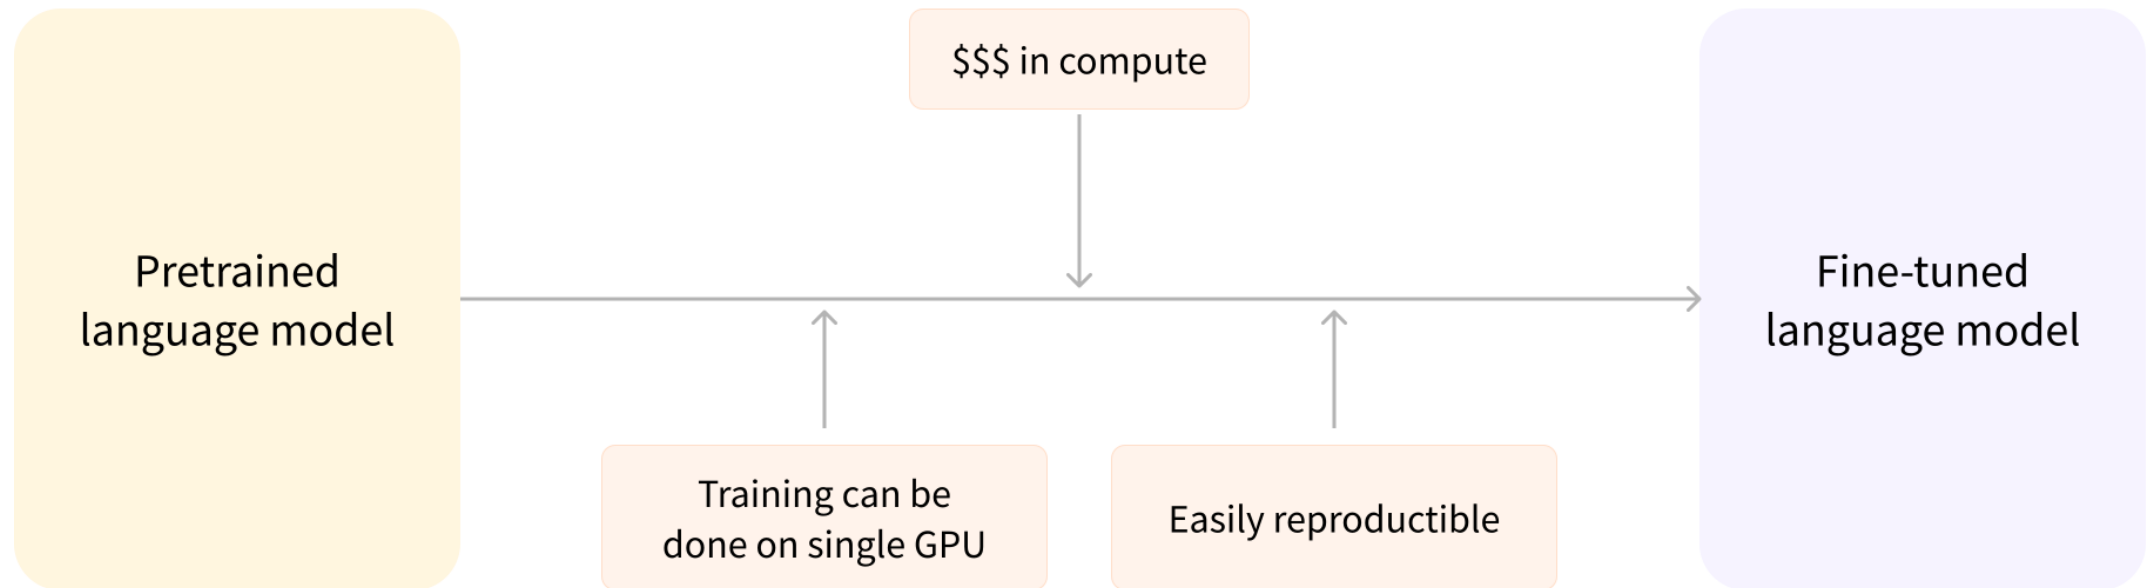 $$$ in compute
Pretrained
language model
Fine-tuned
language model
Training can be
done on single GPU
Easily reproductible